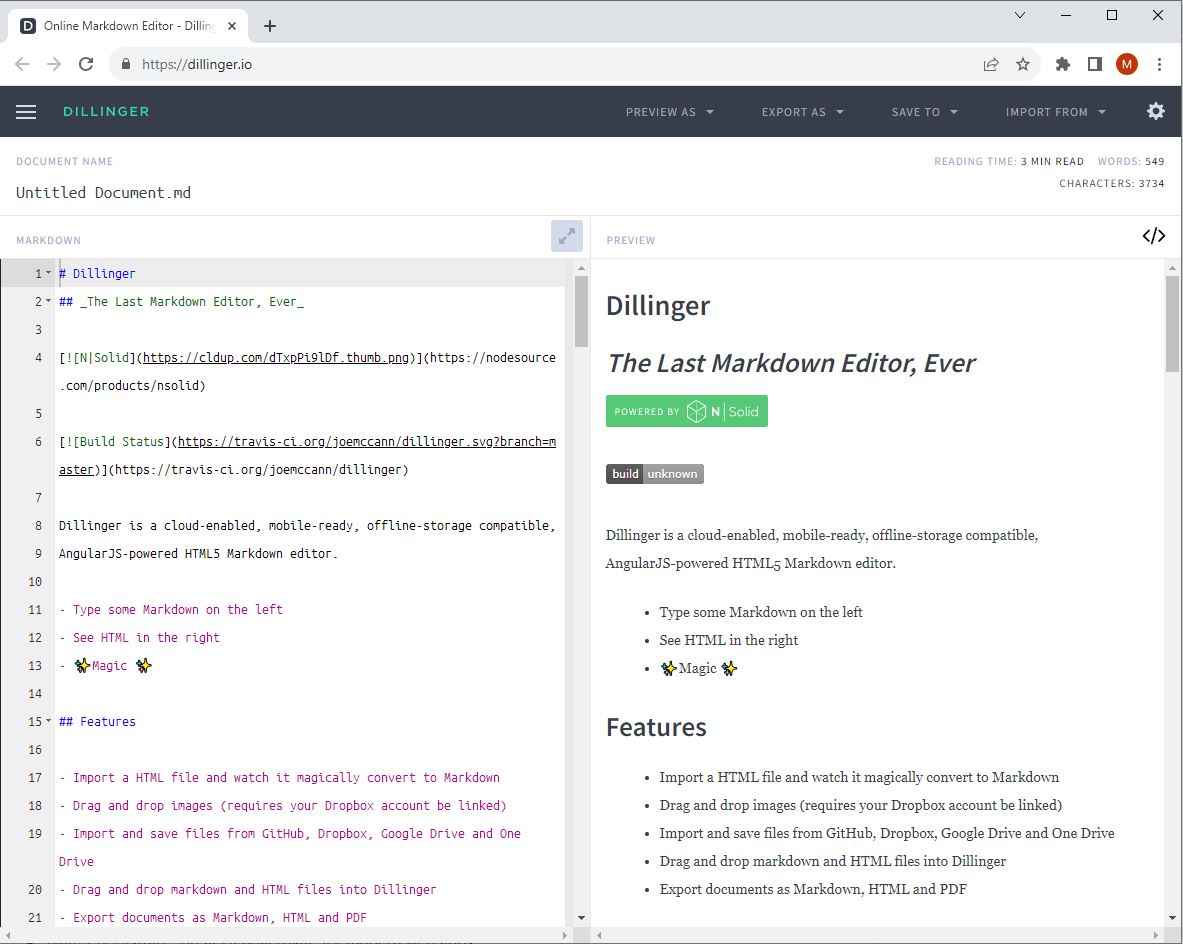 Online Markdown Editor - Dilling
https://dillinger.io
M
DILLINGER
PREVIEW AS
EXPORT AS
SAVE TO
IMPORT FROM
DOCUMENT NAME
READING TIME: 3 MIN READ WORDS: 549
Untitled Document.md
CHARACTERS: 3734
MARKDOWN
1 # Dillinger
2 ## _The Last Markdown Editor, Ever_
3
4 [![N|Solid](https://cldup.com/dTxpPi9lDf.thumb.png)](https://nodesource
.com/products/nsolid)
5
6 [![Build Status](https://travis-ci.org/joemccann/dillinger.svg?branch=m
aster)](https://travis-ci.org/joemccann/dillinger)
7
8 Dillinger is a cloud-enabled, mobile-ready, offline-storage compatible,
9 AngularJS-powered HTML5 Markdown editor.
10
11 - Type some Markdown on the left
12 - See HTML in the right
13 - ✨Magic ✨
14
15 ## Features
16
17 - Import a HTML file and watch it magically convert to Markdown
18 - Drag and drop images (requires your Dropbox account be linked)
19 - Import and save files from GitHub, Dropbox, Google Drive and One
Drive
20 - Drag and drop markdown and HTML files into Dillinger
21 - Export documents as Markdown, HTML and PDF
PREVIEW
</>
Dillinger
The Last Markdown Editor, Ever
POWERED BY N|Solid
build unknown
Dillinger is a cloud-enabled, mobile-ready, offline-storage compatible,
AngularJS-powered HTML5 Markdown editor.
• Type some Markdown on the left
• See HTML in the right
• ✨Magic ✨
Features
• Import a HTML file and watch it magically convert to Markdown
• Drag and drop images (requires your Dropbox account be linked)
• Import and save files from GitHub, Dropbox, Google Drive and One Drive
• Drag and drop markdown and HTML files into Dillinger
• Export documents as Markdown, HTML and PDF